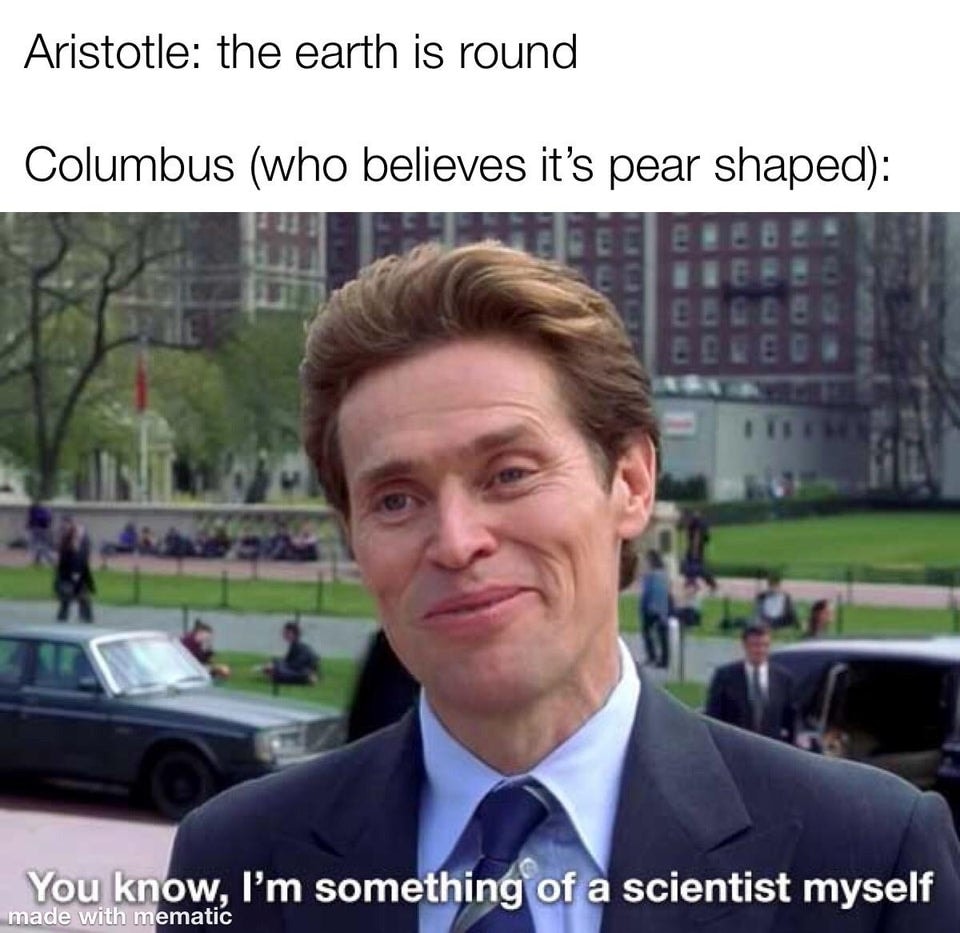 Aristotle: the earth is round
Columbus (who believes it’s pear shaped):
You know, I’m something of a scientist myself
made with mematic